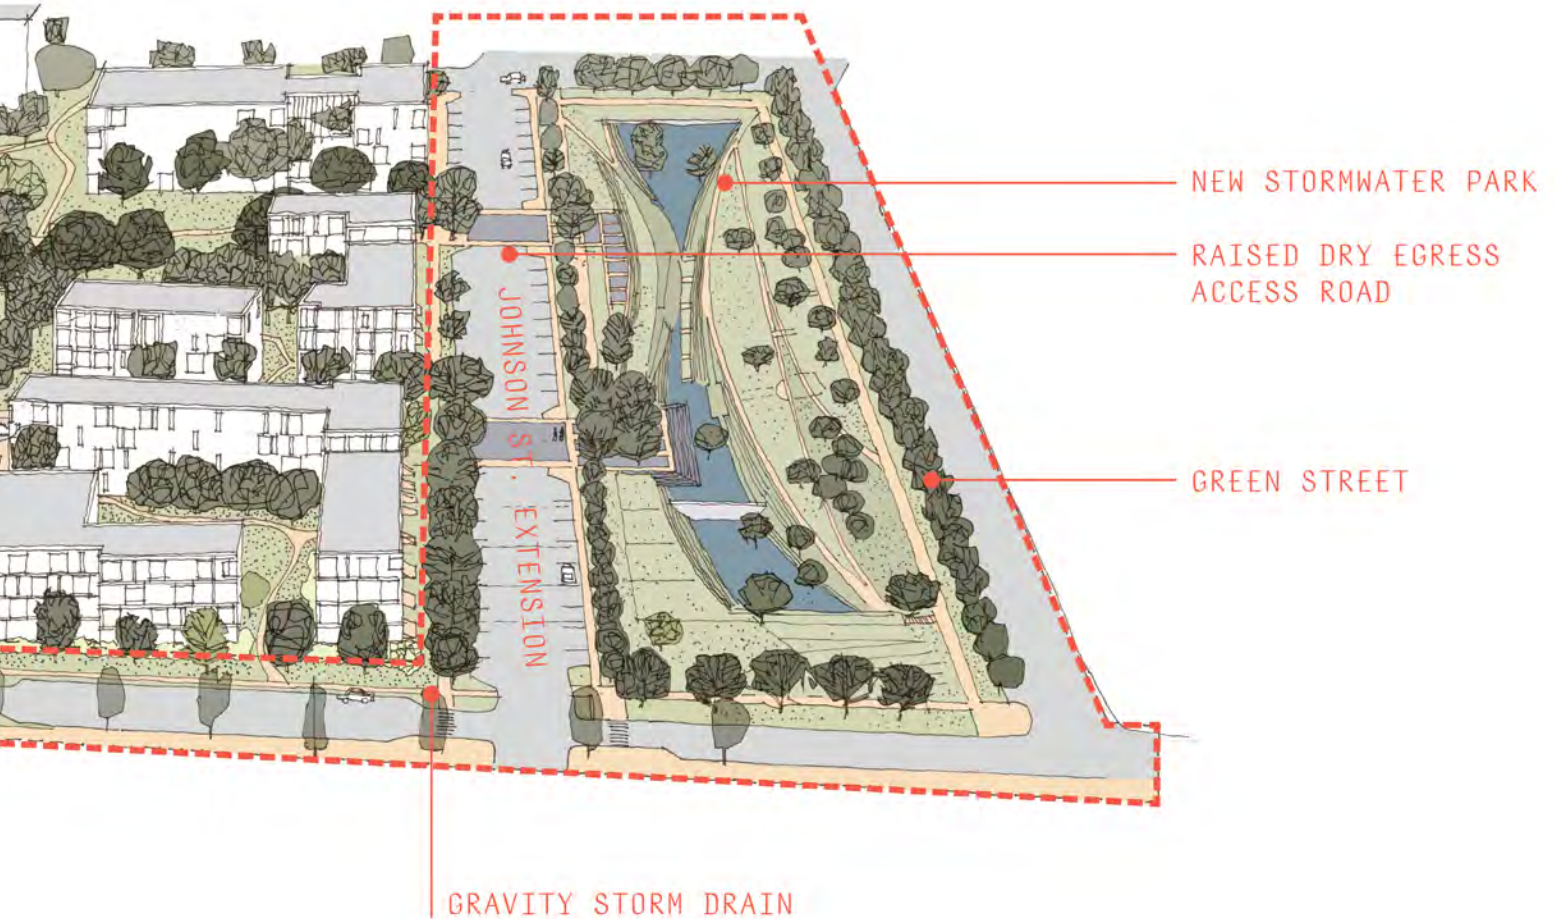 NEW STORMWATER PARK
RAISED DRY EGRESS
ACCESS ROAD
JOHNSON ST. EXTENSION
GREEN STREET
GRAVITY STORM DRAIN